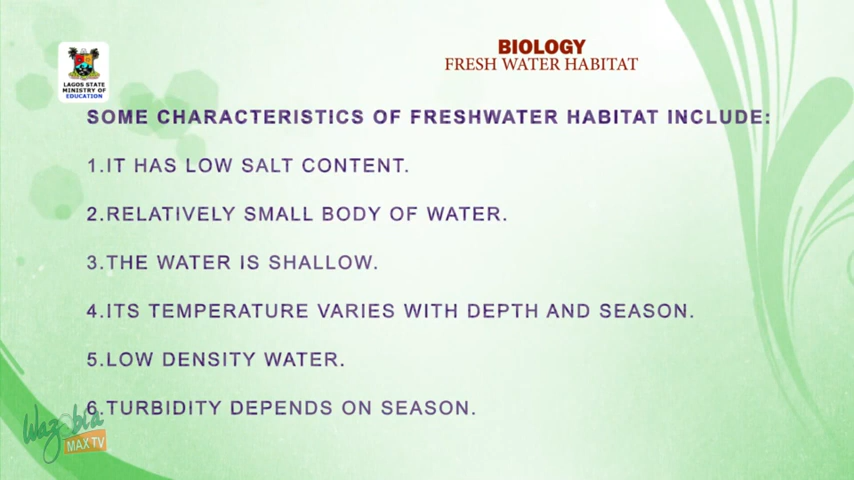 BIOLOGY
FRESH WATER HABITAT
LAGOS STATE
MINISTRY OF
EDUCATION
SOME CHARACTERISTICS OF FRESHWATER HABITAT INCLUDE:
1.IT HAS LOW SALT CONTENT.
2.RELATIVELY SMALL BODY OF WATER.
3.THE WATER IS SHALLOW.
4.ITS TEMPERATURE VARIES WITH DEPTH AND SEASON.
5.LOW DENSITY WATER.
6.TURBIDITY DEPENDS ON SEASON.
Wazobia
MAX TV